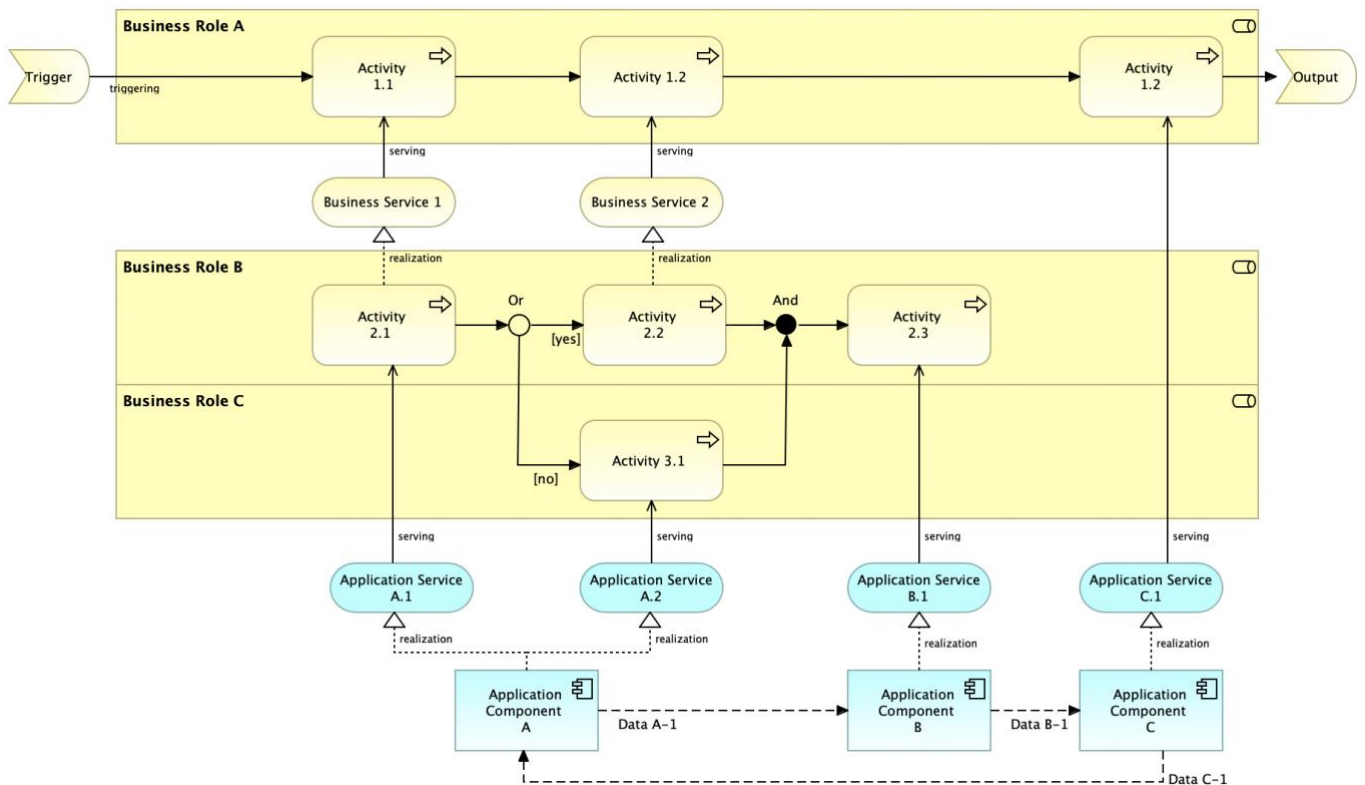 Business Role A
Trigger
triggering
Activity
1.1
Activity 1.2
Activity
1.2
Output
serving
serving
Business Service 1
Business Service 2
realization
realization
Business Role B
Activity
2.1
Or
[yes]
Activity
2.2
And
Activity
2.3
Business Role C
Activity 3.1
[no]
serving
serving
serving
serving
Application Service
A.1
Application Service
A.2
Application Service
B.1
Application Service
C.1
realization
realization
realization
realization
Application
Component
A
Data A-1
Application
Component
B
Data B-1
Application
Component
C
Data C-1